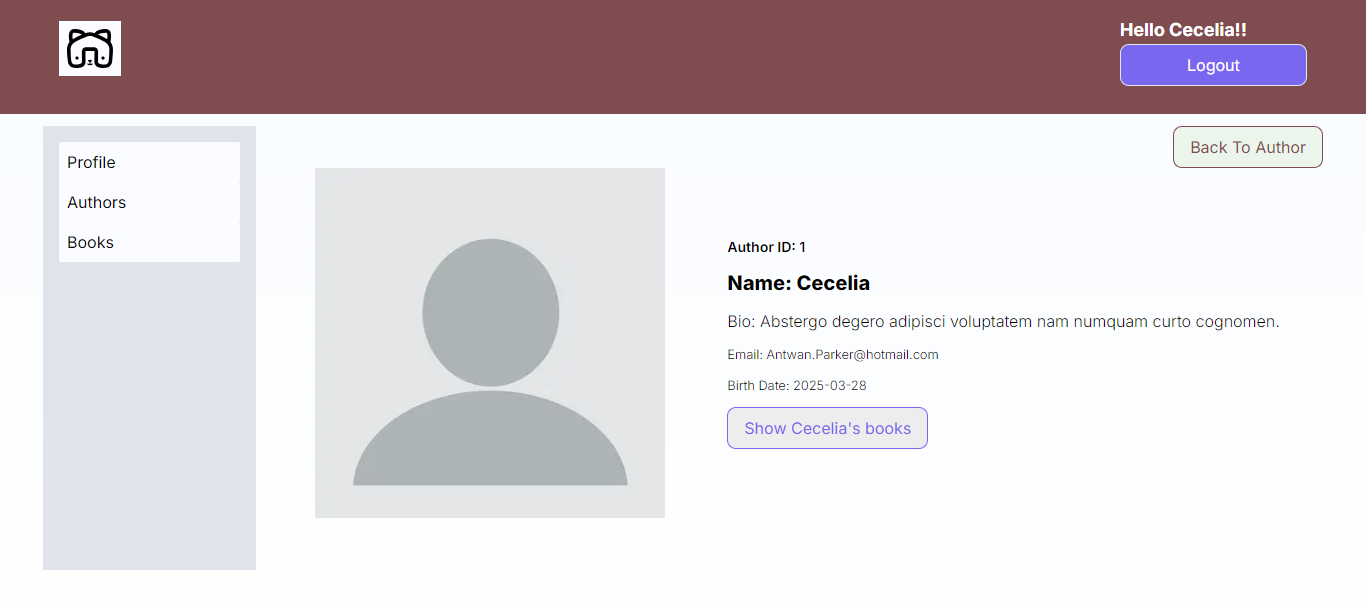 Hello Cecelia!!
Logout
Profile
Authors
Books
Back To Author
Author ID: 1
Name: Cecelia
Bio: Abstergo degero adipisci voluptatem nam numquam curto cognomen.
Email: Antwan.Parker@hotmail.com
Birth Date: 2025-03-28
Show Cecelia's books